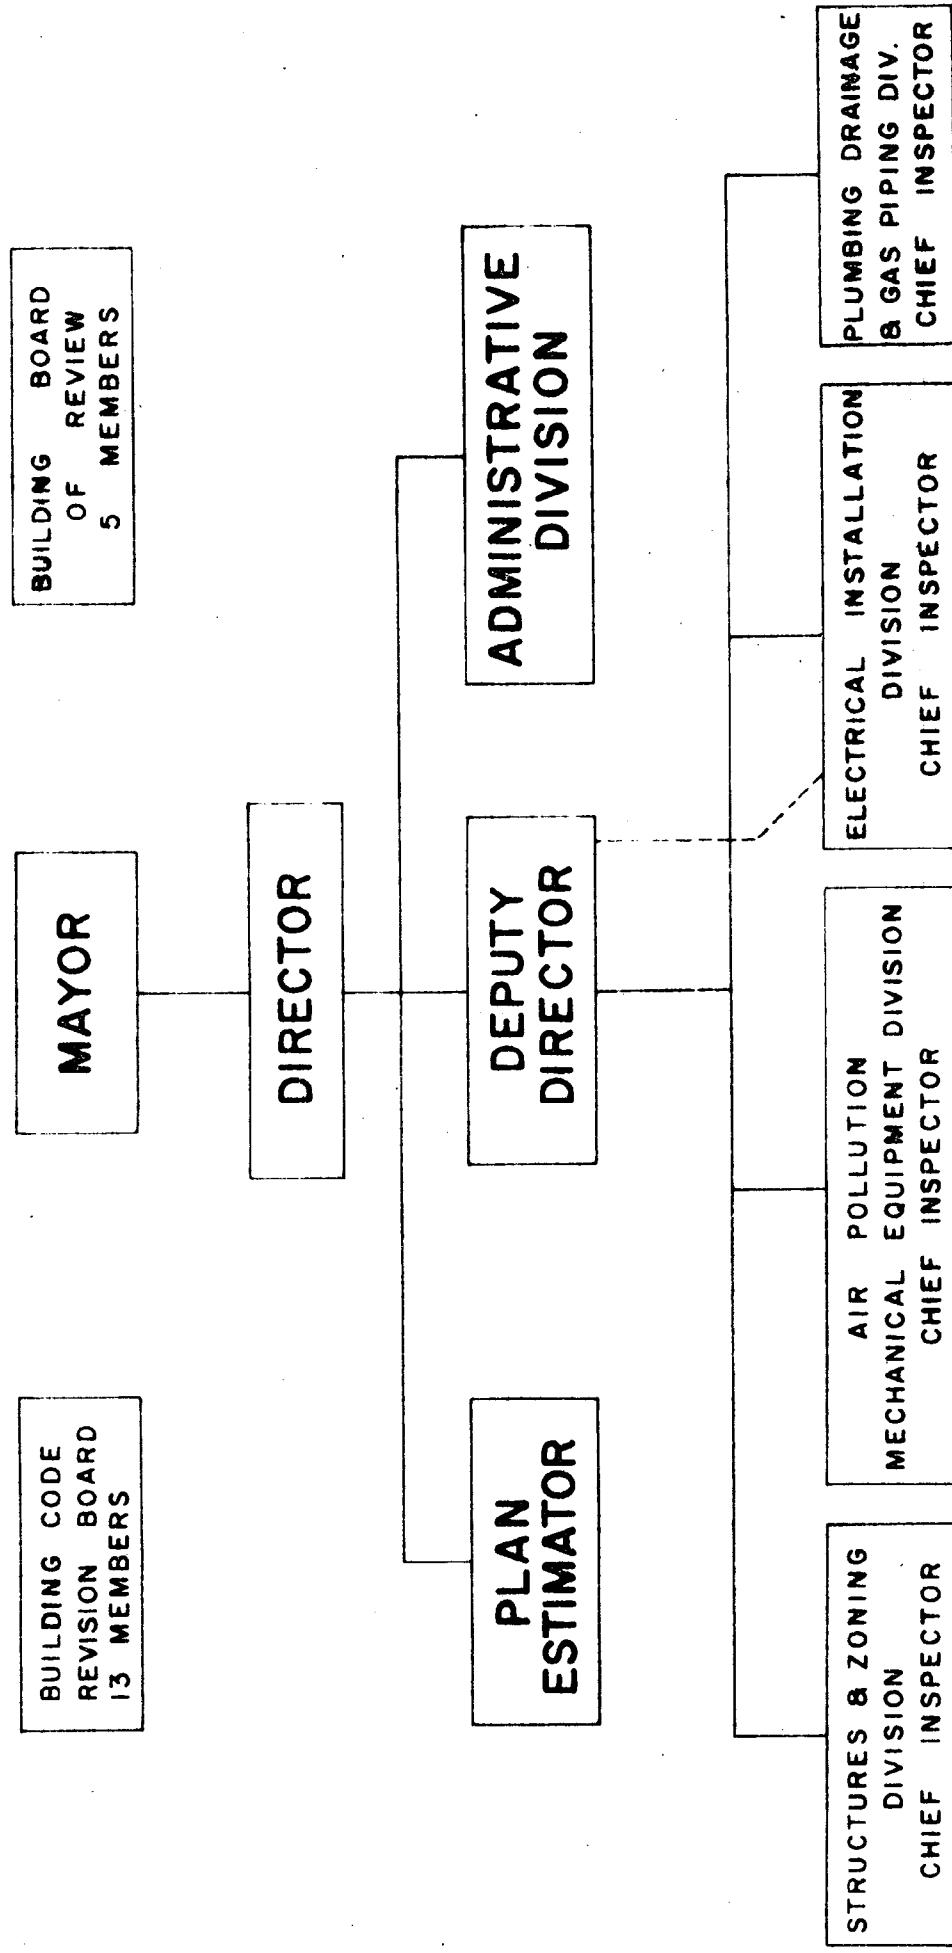 BUILDING CODE
REVISION BOARD
13 MEMBERS
MAYOR
BUILDING BOARD
OF REVIEW
5 MEMBERS
DIRECTOR
PLAN
ESTIMATOR
DEPUTY
DIRECTOR
ADMINISTRATIVE
DIVISION
STRUCTURES & ZONING
DIVISION
CHIEF INSPECTOR
AIR POLLUTION
MECHANICAL EQUIPMENT DIVISION
CHIEF INSPECTOR
ELECTRICAL INSTALLATION
DIVISION
CHIEF INSPECTOR
PLUMBING DRAINAGE
& GAS PIPING DIV.
CHIEF INSPECTOR